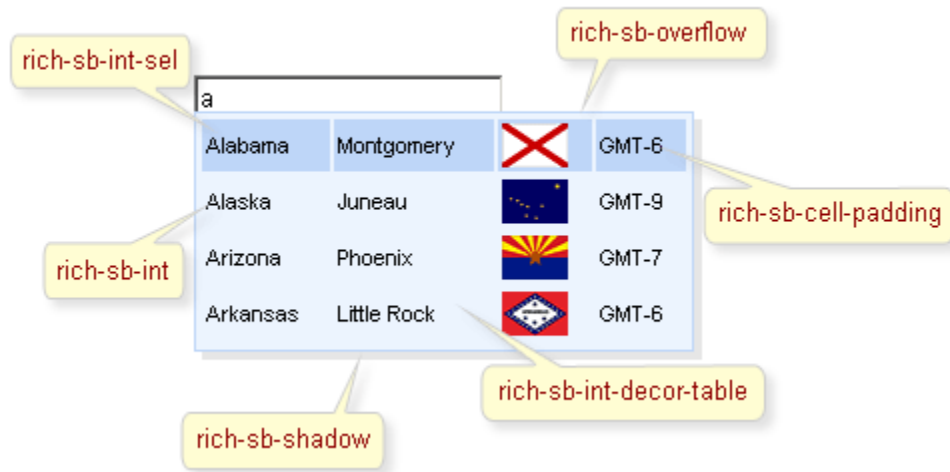 rich-sb-overflow
rich-sb-int-sel
a
Alabama Montgomery GMT-6
Alaska Juneau GMT-9
rich-sb-cell-padding
rich-sb-int
Arizona Phoenix GMT-7
Arkansas Little Rock GMT-6
rich-sb-int-decor-table
rich-sb-shadow